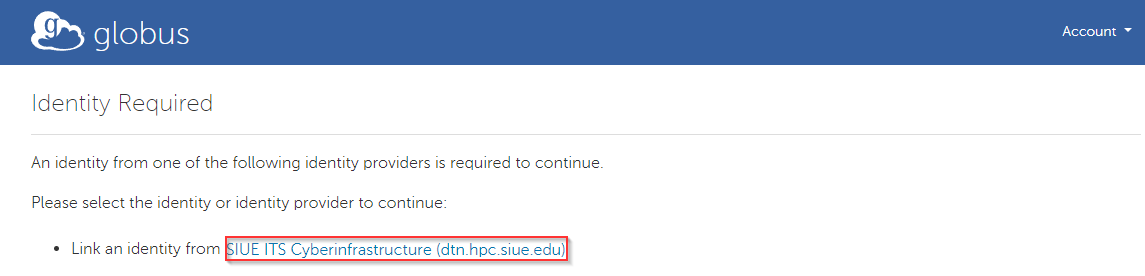 globus
Account
Identity Required
An identity from one of the following identity providers is required to continue.
Please select the identity or identity provider to continue:
• Link an identity from SIUE ITS Cyberinfrastructure (dtn.hpc.siue.edu)